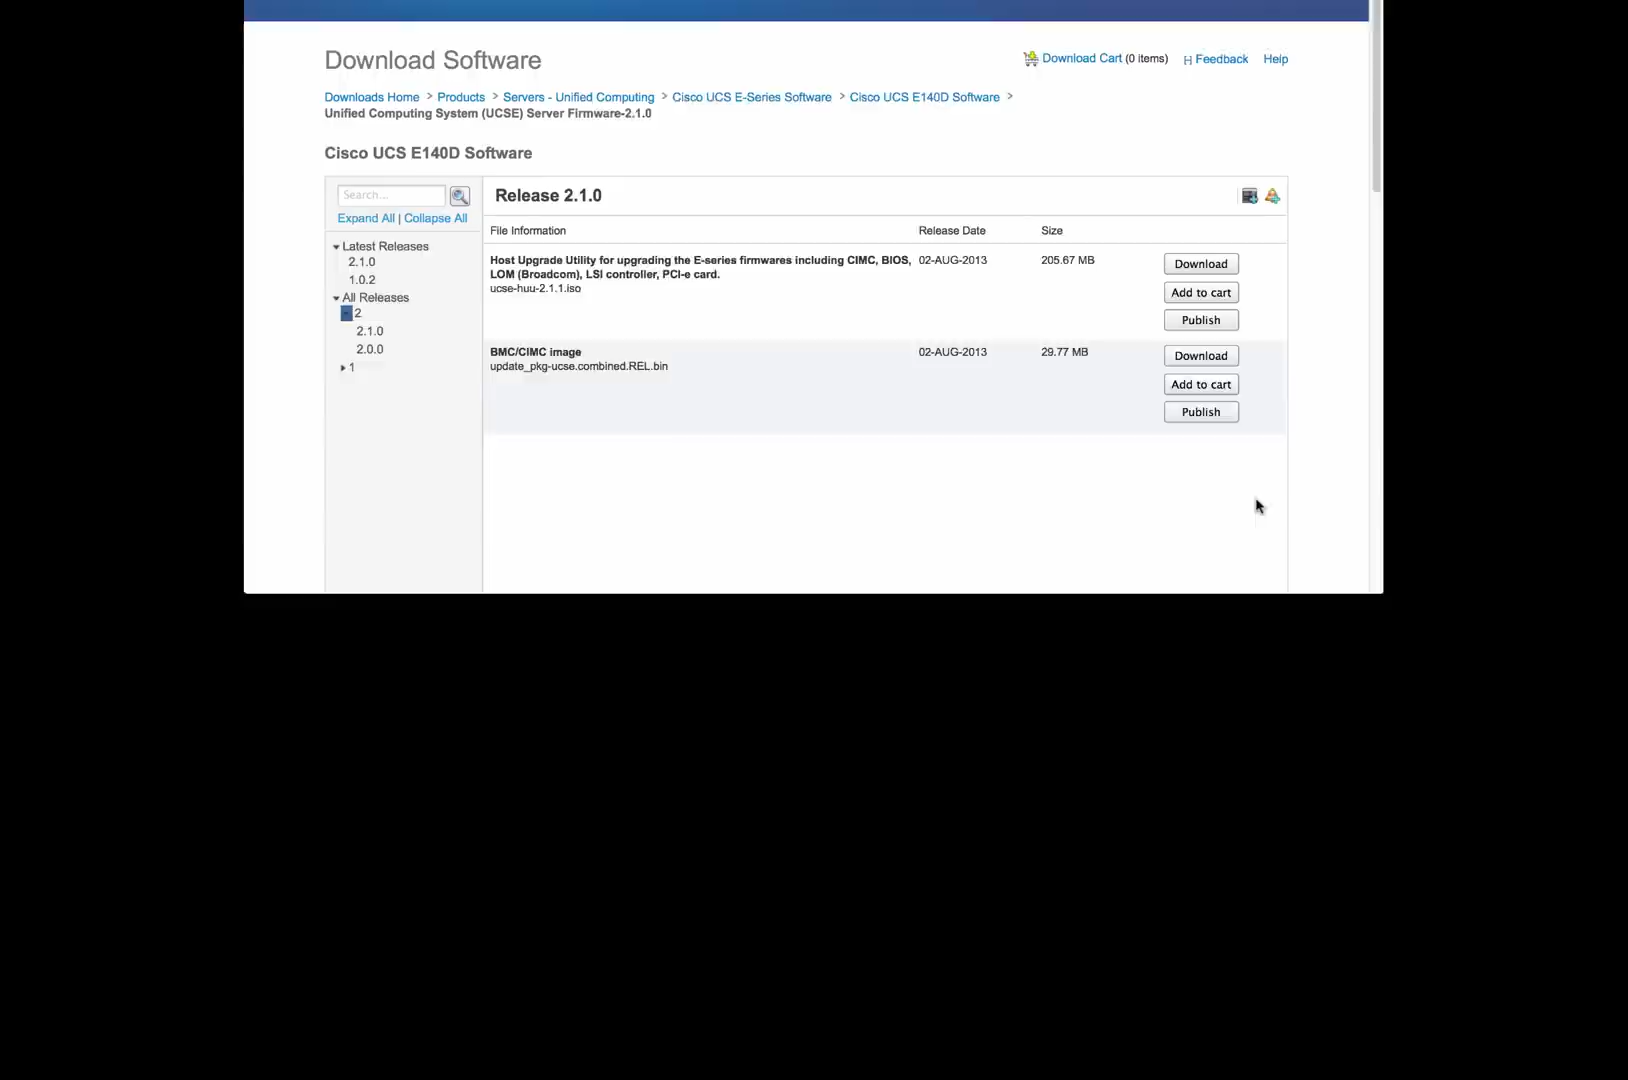 Download Software
Download Cart (0 items) Feedback Help
Downloads Home > Products > Servers - Unified Computing > Cisco UCS E-Series Software > Cisco UCS E140D Software >
Unified Computing System (UCSE) Server Firmware-2.1.0
Cisco UCS E140D Software
Search...
Expand All | Collapse All
Latest Releases
2.1.0
1.0.2
All Releases
2
2.1.0
2.0.0
1
Release 2.1.0
File Information Release Date Size
Host Upgrade Utility for upgrading the E-series firmwares including CIMC, BIOS, 02-AUG-2013 205.67 MB Download
LOM (Broadcom), LSI controller, PCI-e card.
ucse-huu-2.1.1.iso
Add to cart
Publish
BMC/CIMC image 02-AUG-2013 29.77 MB Download
update_pkg-ucse.combined.REL.bin
Add to cart
Publish